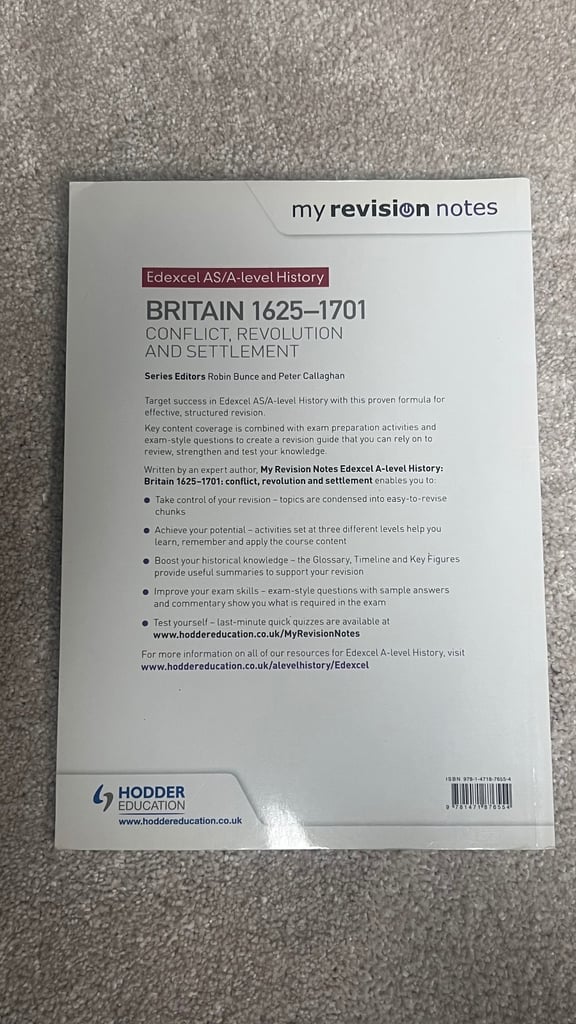 my revision notes
Edexcel AS/A-level History
BRITAIN 1625–1701
CONFLICT, REVOLUTION
AND SETTLEMENT
Series Editors Robin Bunce and Peter Callaghan
Target success in Edexcel AS/A-level History with this proven formula for
effective, structured revision.
Key content coverage is combined with exam preparation activities and
exam-style questions to create a revision guide that you can rely on to
review, strengthen and test your knowledge.
Written by an expert author, My Revision Notes Edexcel A-level History:
Britain 1625–1701: conflict, revolution and settlement enables you to:
● Take control of your revision – topics are condensed into easy-to-revise
chunks
● Achieve your potential – activities set at three different levels help you
learn, remember and apply the course content
● Boost your historical knowledge – the Glossary, Timeline and Key Figures
provide useful summaries to support your revision
● Improve your exam skills – exam-style questions with sample answers
and commentary show you what is required in the exam
● Test yourself – last-minute quick quizzes are available at
www.hoddereducation.co.uk/MyRevisionNotes
For more information on all of our resources for Edexcel A-level History, visit
www.hoddereducation.co.uk/alevelhistory/Edexcel
HODDER
EDUCATION
www.hoddereducation.co.uk
ISBN 978-1-4718-7655-4
9 781471 876554